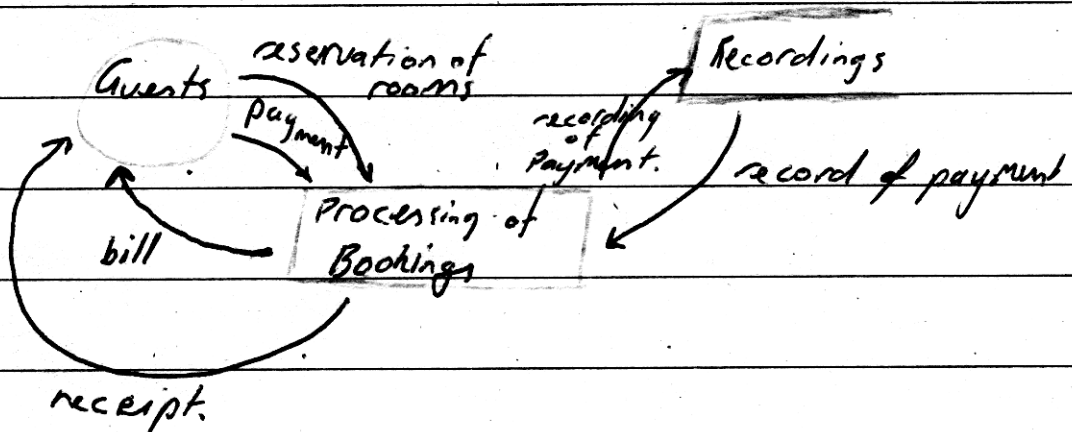 Guests
reservation of
rooms
payment
Recordings
recording
of
Payment.
record of payment
Processing of
Bookings
bill
receipt.